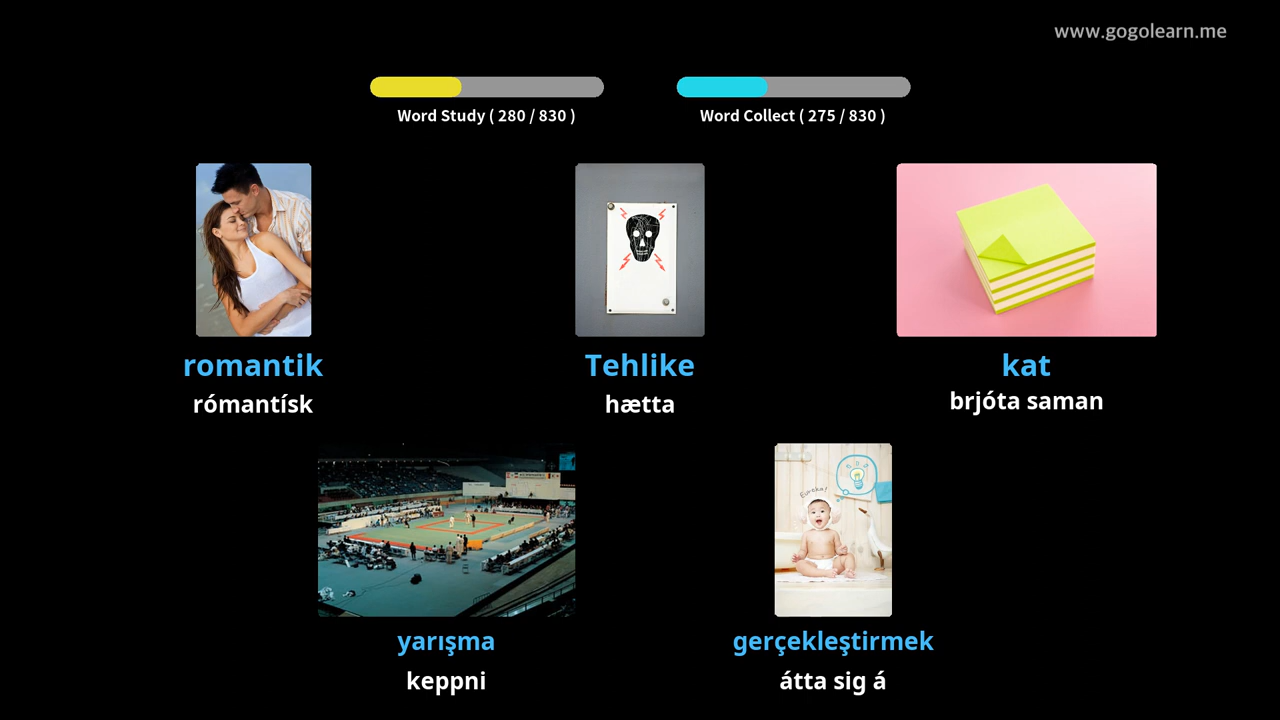 www.gogolearn.me
Word Study ( 280 / 830 )
Word Collect ( 275 / 830 )
romantik
Tehlike
kat
rómantísk
hætta
brjóta saman
Eureka!
yarışma
gerçekleştirmek
keppni
átta sig á